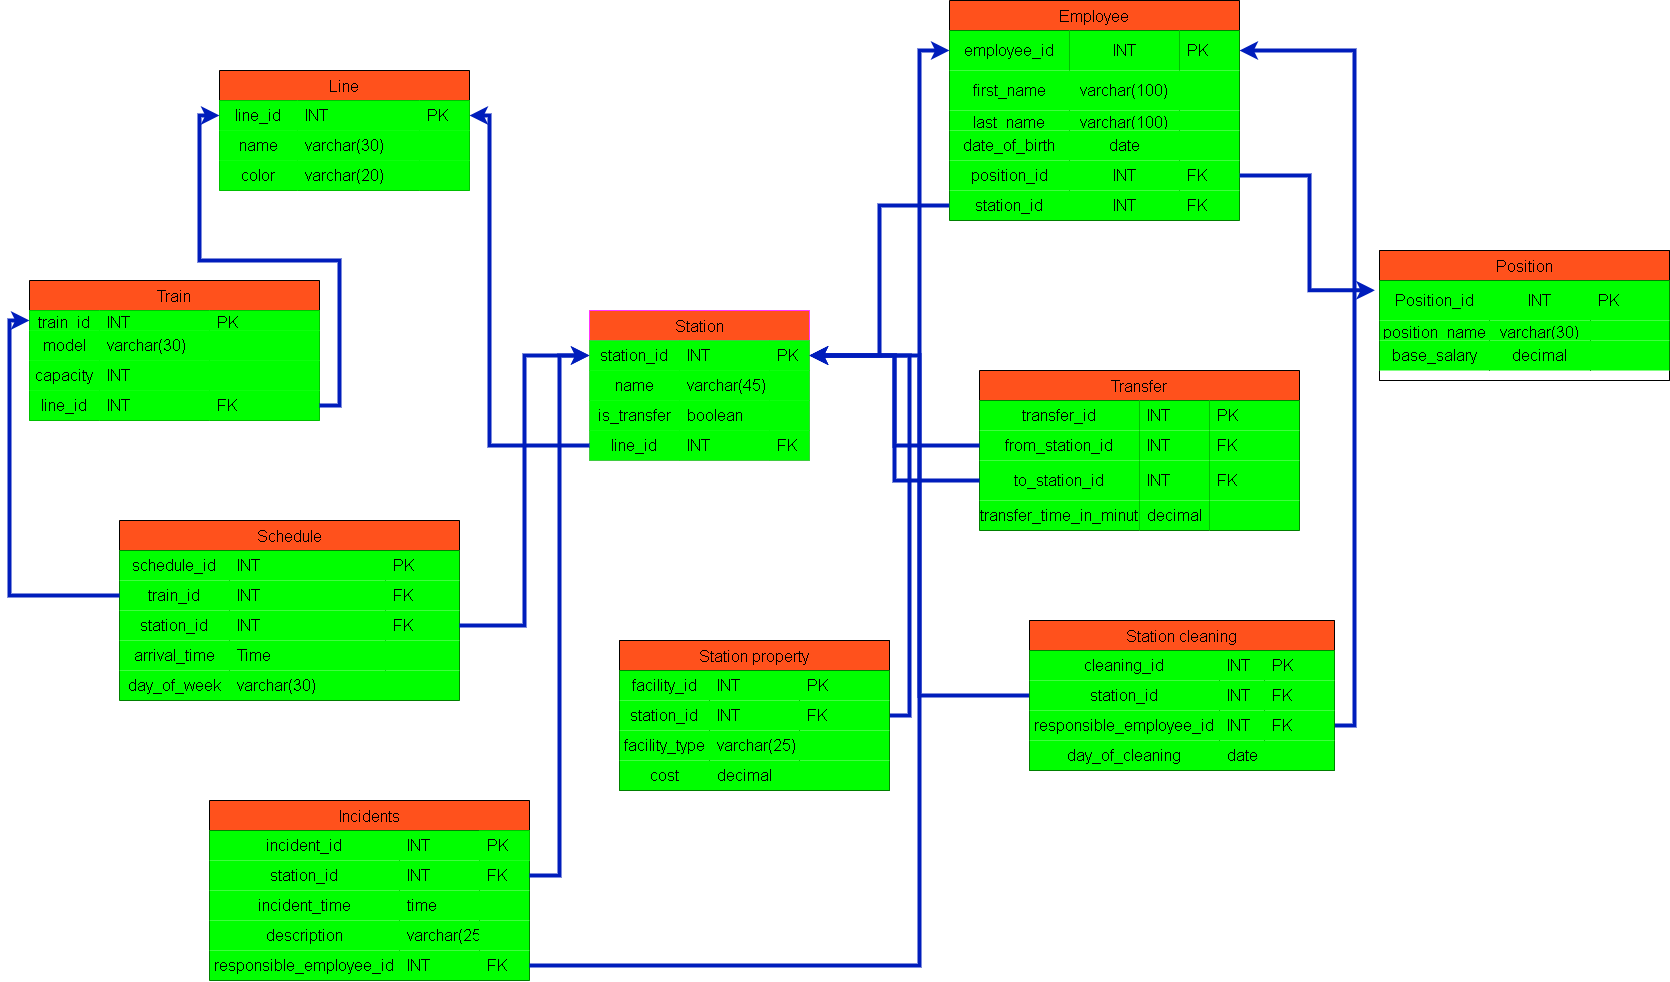 Employee
employee_id INT PK
first_name varchar(100)
last_name varchar(100)
date_of_birth date
position_id INT FK
station_id INT FK
Line
line_id INT PK
name varchar(30)
color varchar(20)
Position
Position_id INT PK
position_name varchar(30)
base_salary decimal
Train
train_id INT PK
model varchar(30)
capacity INT
line_id INT FK
Station
station_id INT PK
name varchar(45)
is_transfer boolean
line_id INT FK
Transfer
transfer_id INT PK
from_station_id INT FK
to_station_id INT FK
transfer_time_in_minut decimal
Schedule
schedule_id INT PK
train_id INT FK
station_id INT FK
arrival_time Time
day_of_week varchar(30)
Station property
facility_id INT PK
station_id INT FK
facility_type varchar(25)
cost decimal
Station cleaning
cleaning_id INT PK
station_id INT FK
responsible_employee_id INT FK
day_of_cleaning date
Incidents
incident_id INT PK
station_id INT FK
incident_time time
description varchar(25
responsible_employee_id INT FK